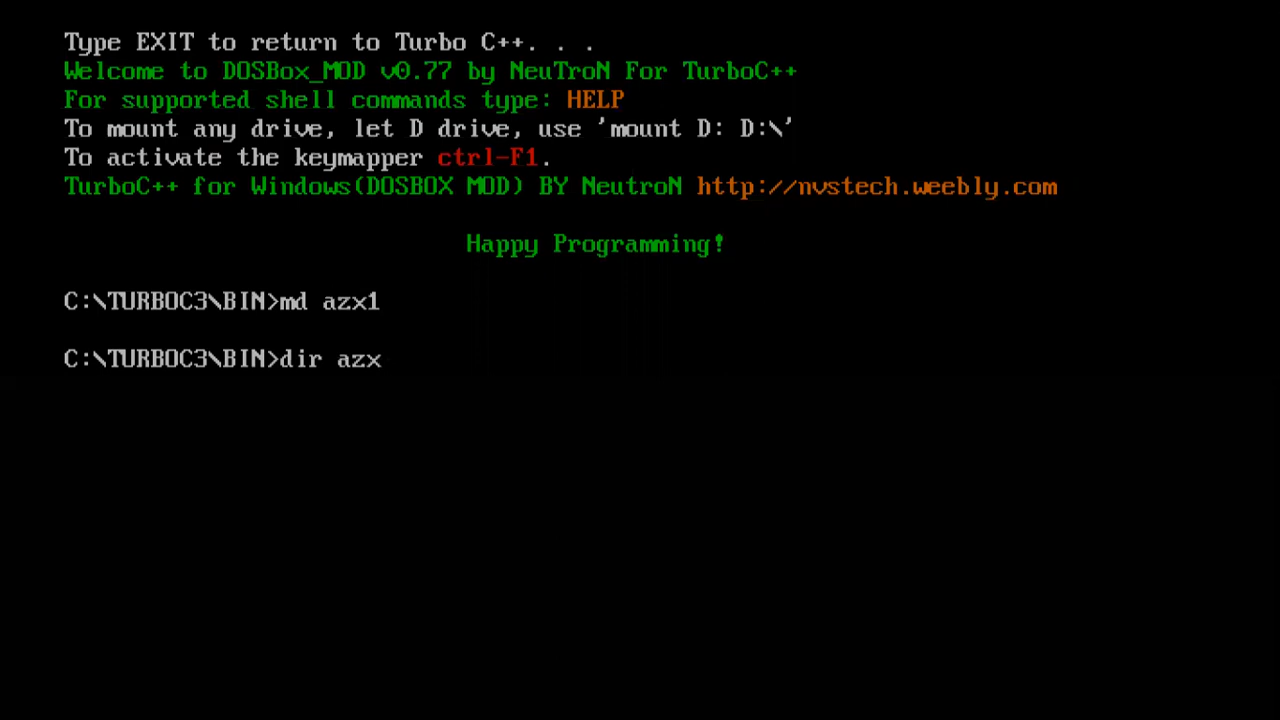 Type EXIT to return to Turbo C++. . .
Welcome to DOSBox_MOD v0.77 by NeuTroN For TurboC++
For supported shell commands type: HELP
To mount any drive, let D drive, use 'mount D: D:\'
To activate the keymapper ctrl-F1.
TurboC++ for Windows(DOSBOX MOD) BY NeutroN http://nvstech.weebly.com
Happy Programming!
C:\TURBOC3\BIN>md azx1
C:\TURBOC3\BIN>dir azx